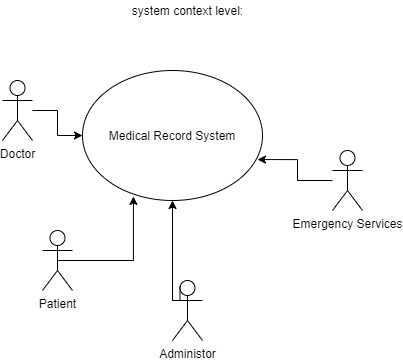 system context level:
Medical Record System
Doctor
Emergency Services
Patient
Administor